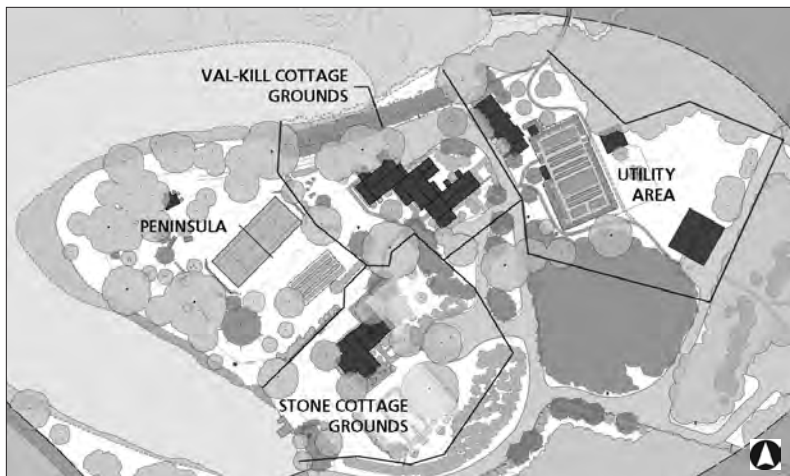 VAL-KILL COTTAGE
GROUNDS
UTILITY
AREA
PENINSULA
STONE COTTAGE
GROUNDS